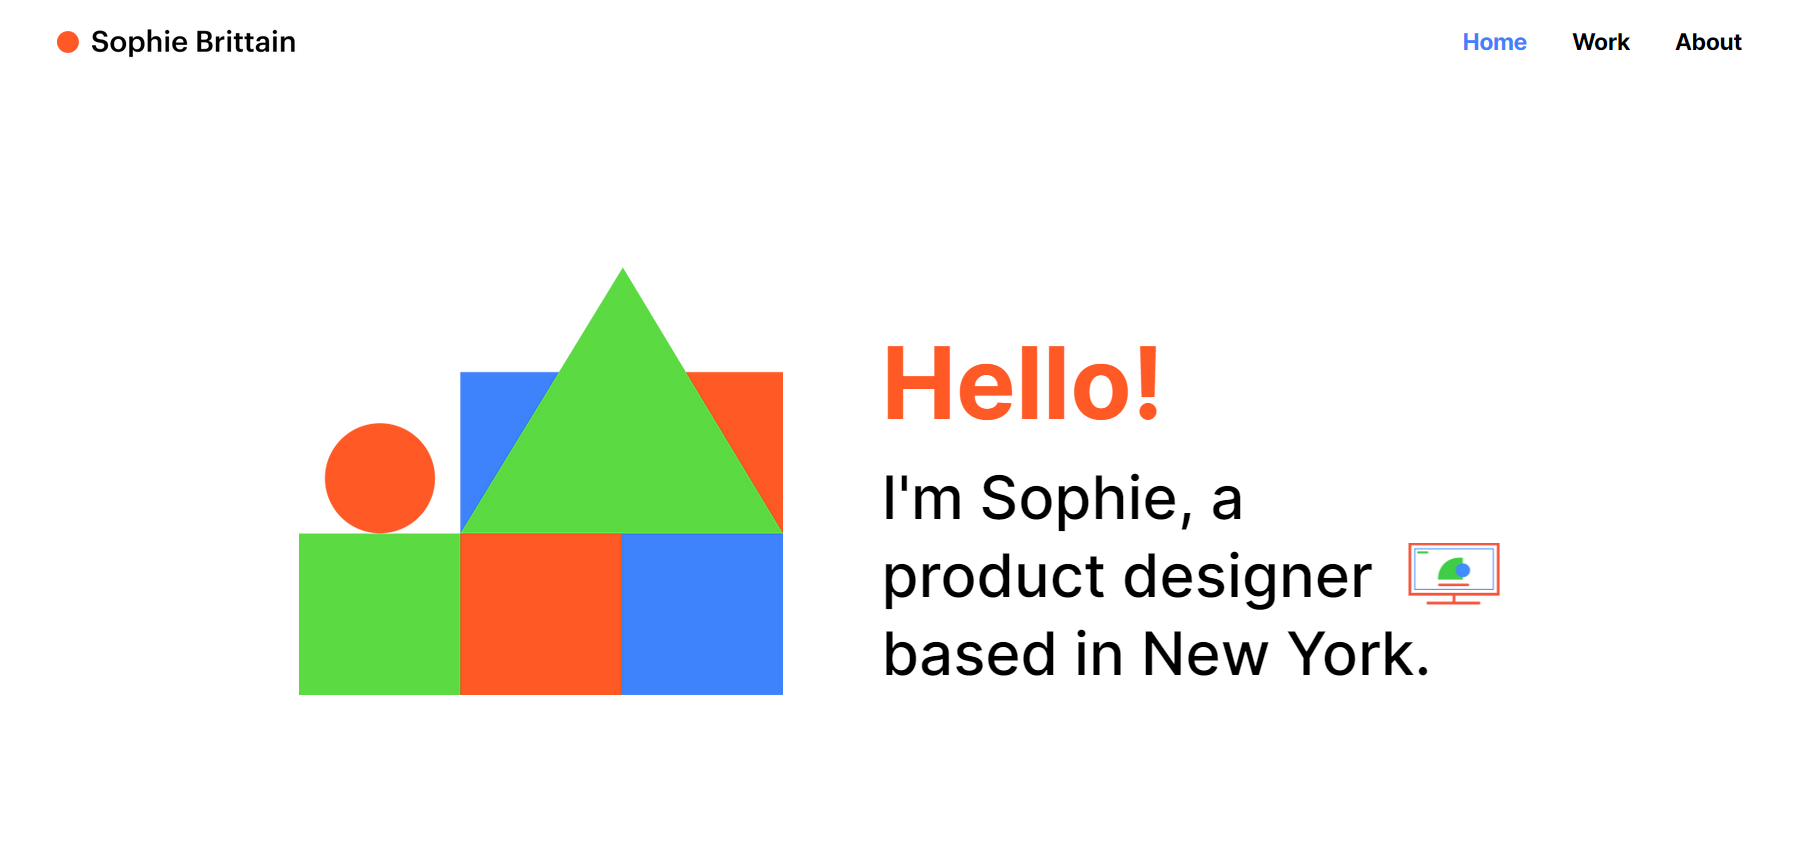 Sophie Brittain
Home Work About
Hello!
I'm Sophie, a
product designer
based in New York.